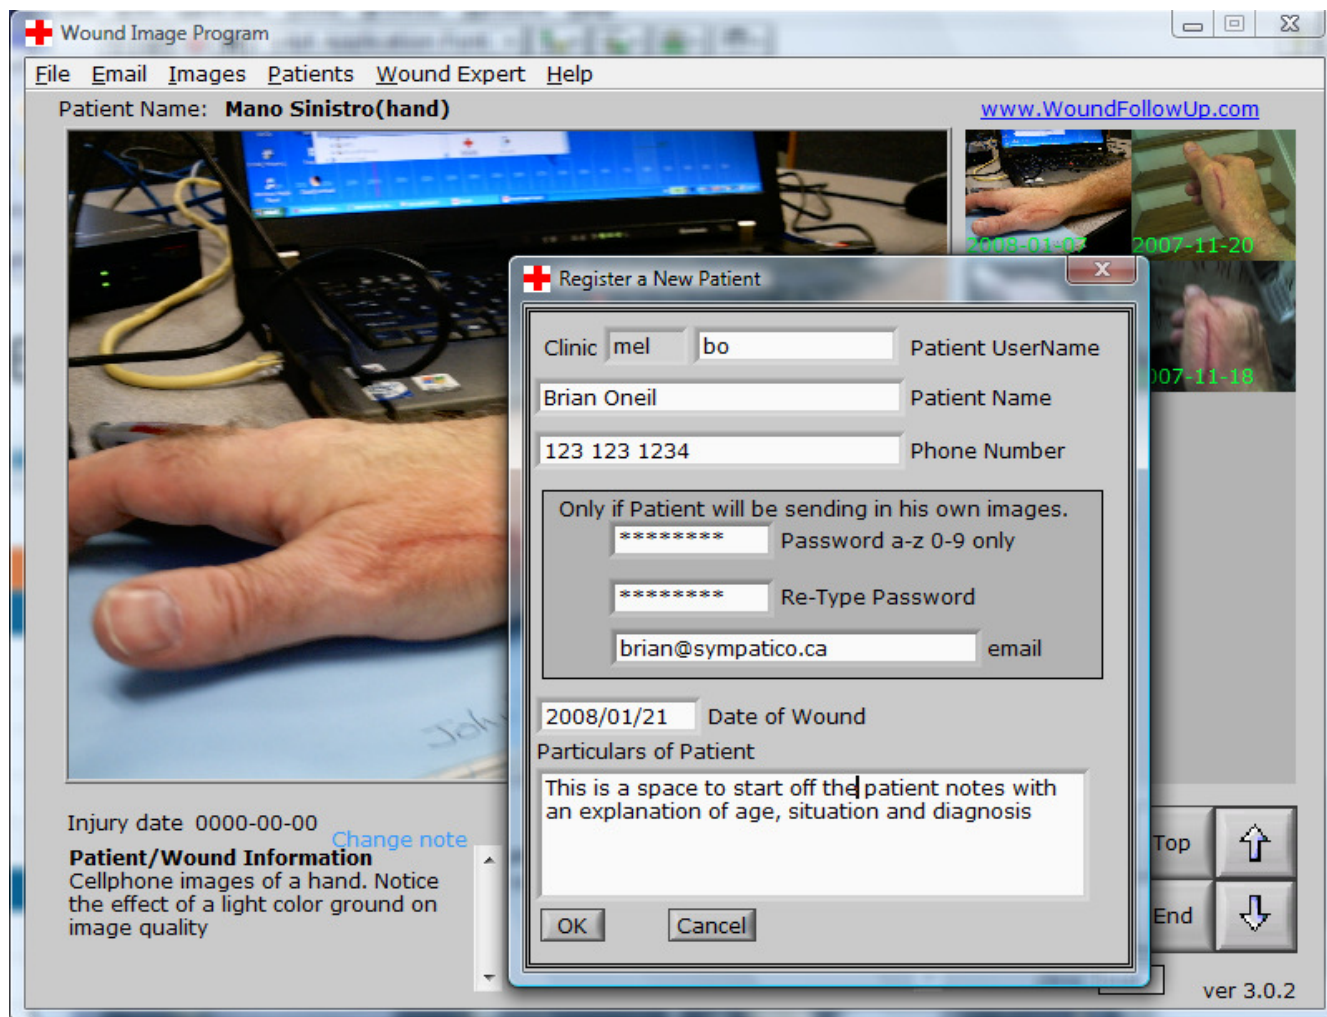 Wound Image Program
File Email Images Patients Wound Expert Help
Patient Name: Mano Sinistro(hand)
www.WoundFollowUp.com
2008-01-07 2007-11-20
007-11-18
Register a New Patient
X
Clinic mel bo Patient UserName
Brian Oneil Patient Name
123 123 1234 Phone Number
Only if Patient will be sending in his own images.
******** Password a-z 0-9 only
******** Re-Type Password
brian@sympatico.ca email
2008/01/21 Date of Wound
Particulars of Patient
This is a space to start off the patient notes with
an explanation of age, situation and diagnosis
OK Cancel
Injury date 0000-00-00
Change note
Patient/Wound Information
Cellphone images of a hand. Notice
the effect of a light color ground on
image quality
Top
End
ver 3.0.2